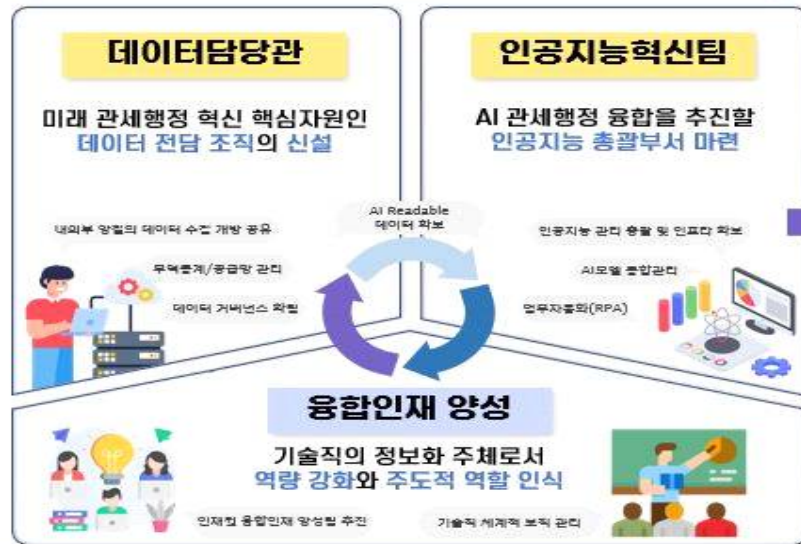 데이터담당관
미래 관세행정 혁신 핵심자원인
데이터 전담 조직의 신설
내외부 양질의 데이터 수집 개방 공유
무역통계/공급망 관리
데이터 거버넌스 확립
인공지능혁신팀
AI 관세행정 융합을 추진할
인공지능 총괄부서 마련
인공지능 관리 총괄 및 인프라 확보
AI모델 통합관리
업무자동화(RPA)
AI Readable
데이터 확보
융합인재 양성
기술직의 정보화 주체로서
역량 강화와 주도적 역할 인식
융합인재 양성팀 추진
기술직 체계적 보직 관리